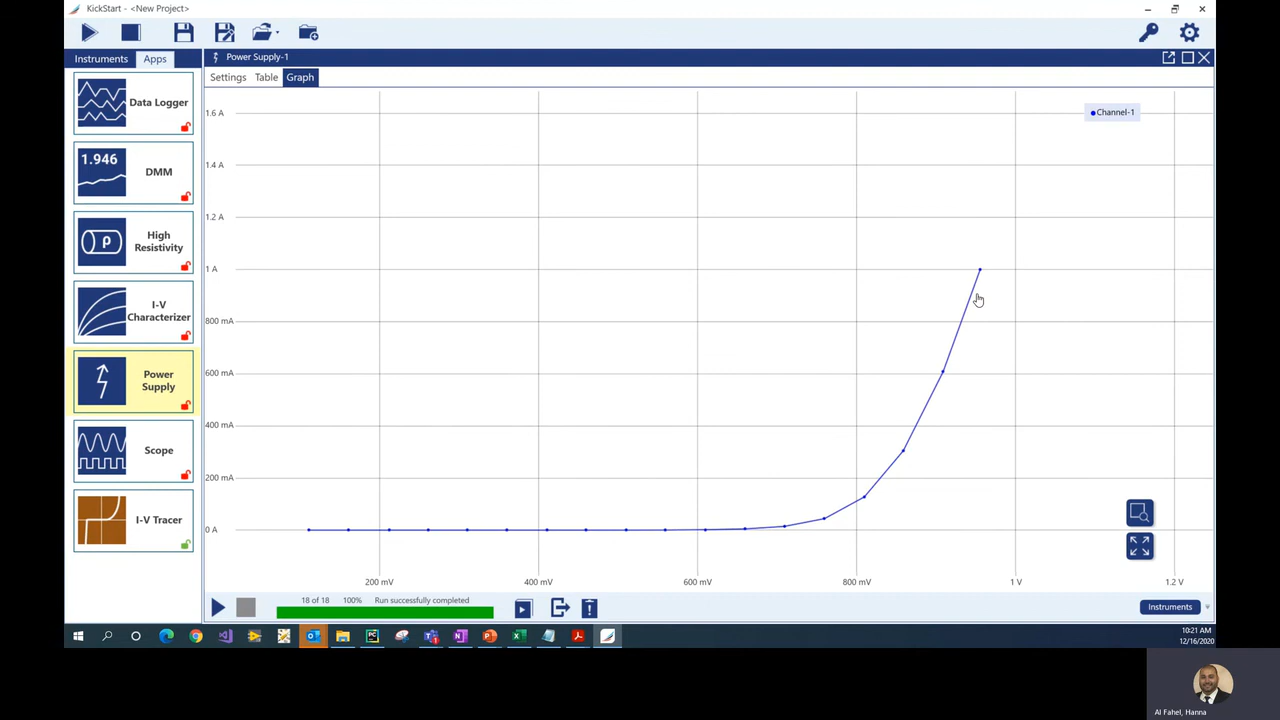 KickStart - <New Project>
Instruments
Apps
Power Supply-1
Settings
Table
Graph
Data Logger
1.946
DMM
High
Resistivity
ρ
I-V
Characterizer
Power
Supply
Scope
I-V Tracer
Channel-1
1.6 A
1.4 A
1.2 A
1 A
800 mA
600 mA
400 mA
200 mA
0 A
200 mV
400 mV
600 mV
800 mV
1 V
1.2 V
18 of 18
100%
Run successfully completed
Instruments
10:21 AM
12/16/2020
Al Fahel, Hanna